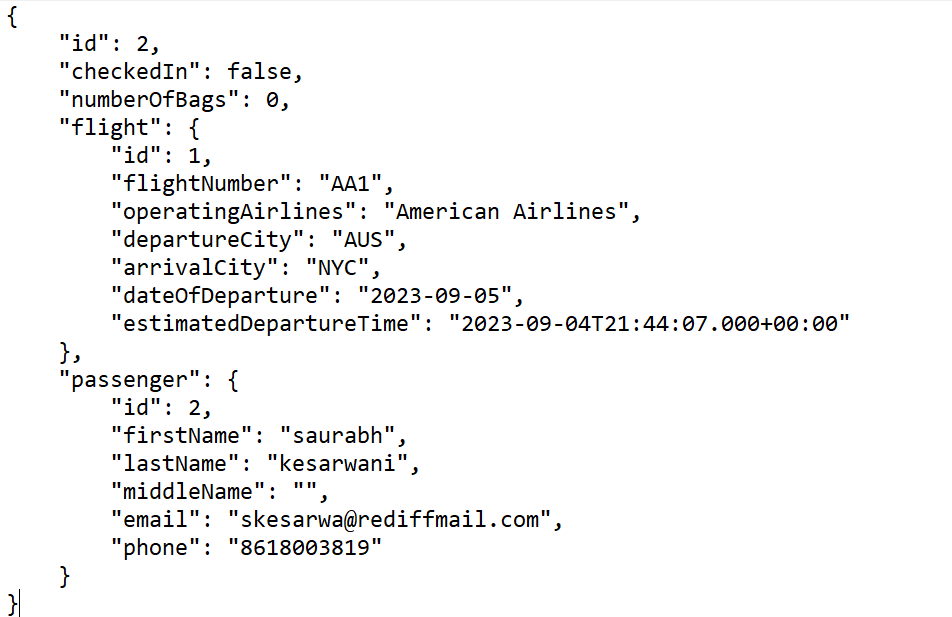 {
    "id": 2,
    "checkedIn": false,
    "numberOfBags": 0,
    "flight": {
        "id": 1,
        "flightNumber": "AA1",
        "operatingAirlines": "American Airlines",
        "departureCity": "AUS",
        "arrivalCity": "NYC",
        "dateOfDeparture": "2023-09-05",
        "estimatedDepartureTime": "2023-09-04T21:44:07.000+00:00"
    },
    "passenger": {
        "id": 2,
        "firstName": "saurabh",
        "lastName": "kesarwani",
        "middleName": "",
        "email": "skesarwa@rediffmail.com",
        "phone": "8618003819"
    }
}